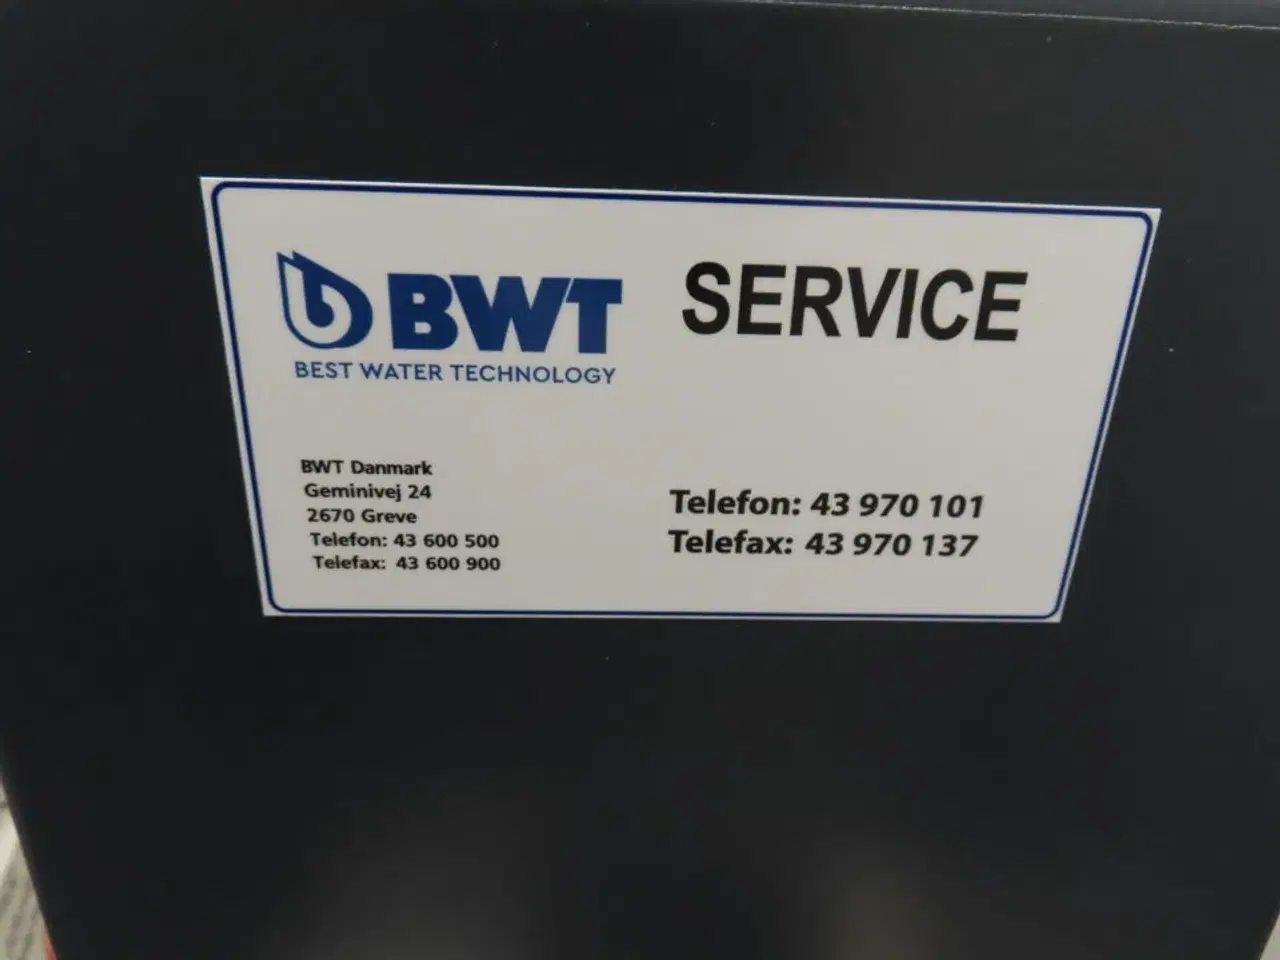 BWT SERVICE
BEST WATER TECHNOLOGY
BWT Danmark
Geminivej 24
2670 Greve
Telefon: 43 600 500
Telefax: 43 600 900
Telefon: 43 970 101
Telefax: 43 970 137